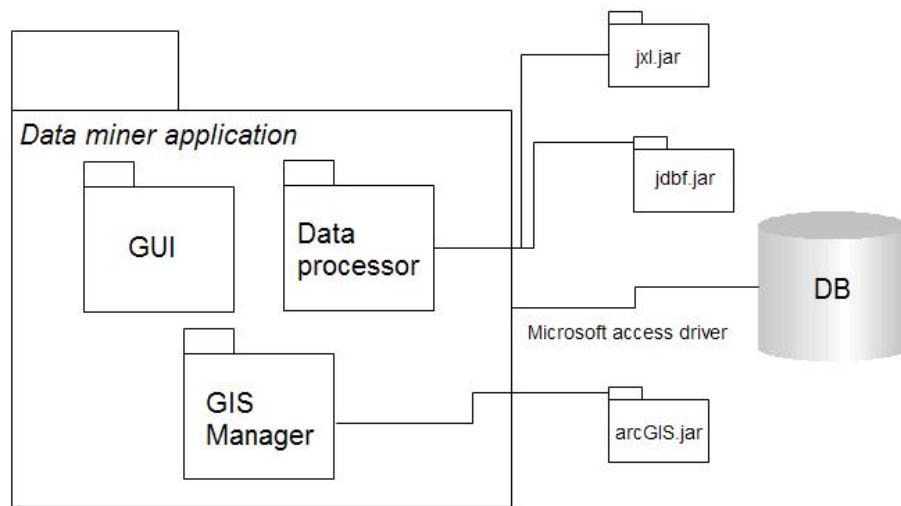 jxl.jar
Data miner application
jdbf.jar
GUI
Data
processor
DB
Microsoft access driver
GIS
Manager
arcGIS.jar